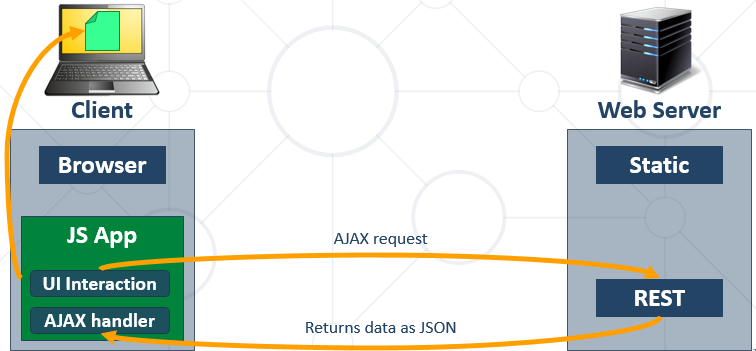 Client
Web Server
Browser
Static
JS App
AJAX request
UI Interaction
REST
AJAX handler
Returns data as JSON